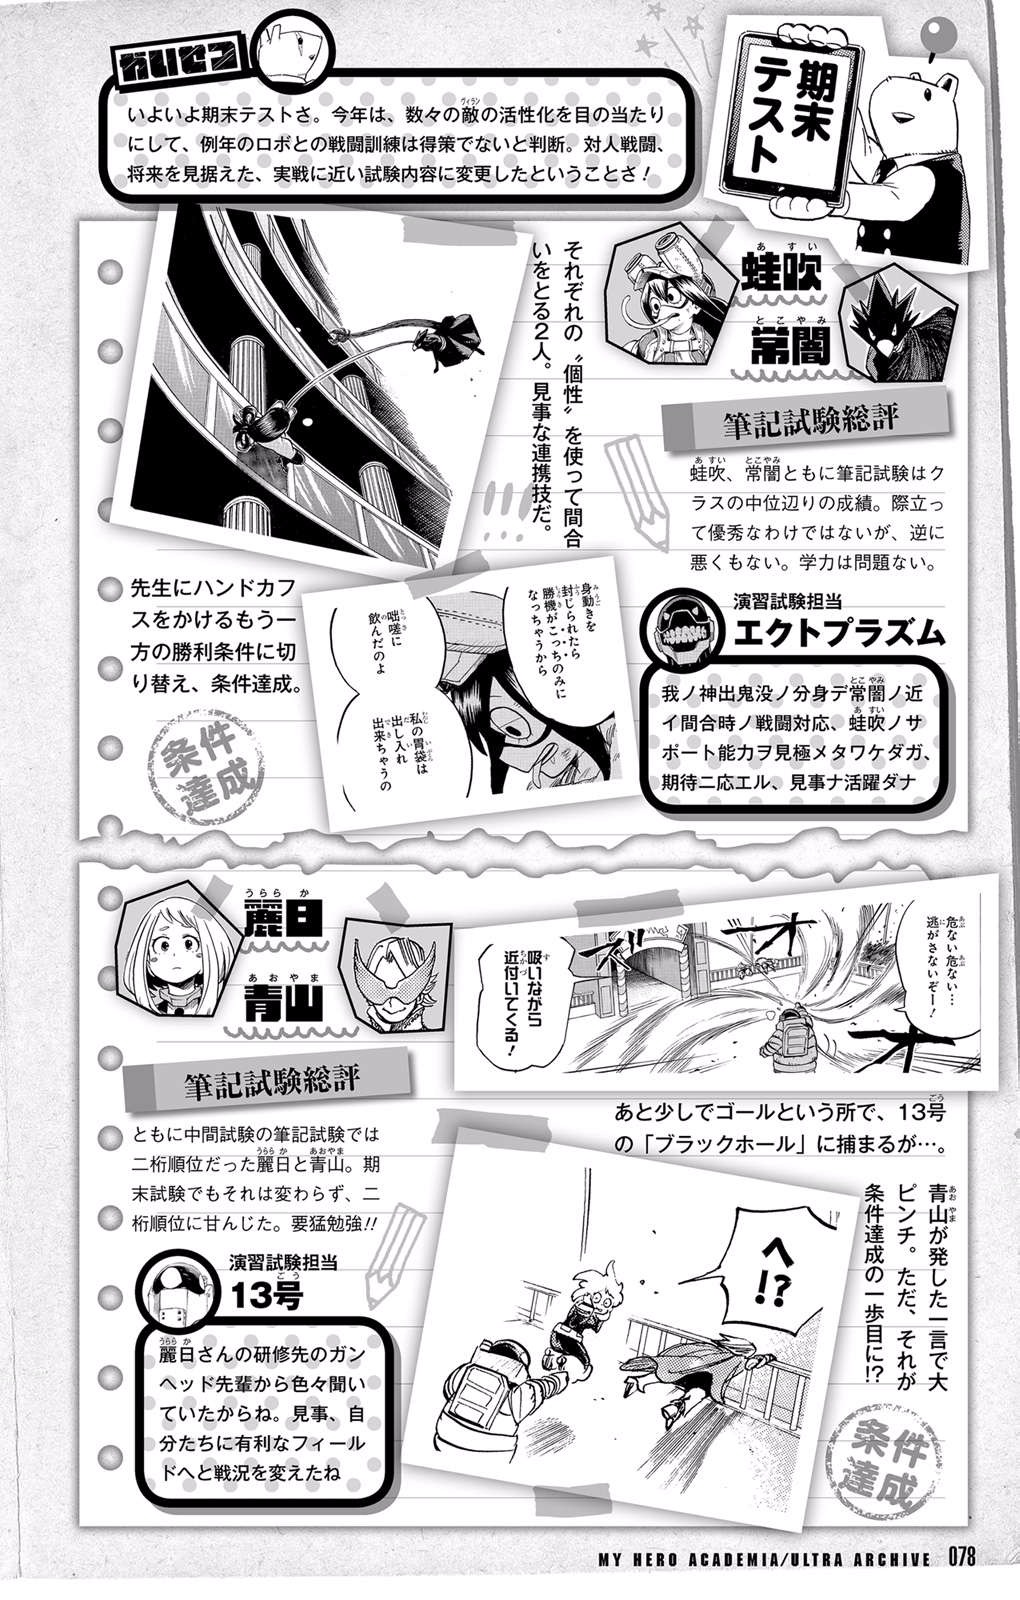 かいせつ
いよいよ期末テストさ。今年は、数々の敵の活性化を目の当たり
にして、例年のロボとの戦闘訓練は得策でないと判断。対人戦闘、
将来を見据えた、実戦に近い試験内容に変更したということさ!
期末
テスト
蛙吹
常闇
それぞれの〝個性〟を使って間合
いをとる2人。見事な連携技だ。
筆記試験総評
蛙吹、常闇ともに筆記試験はク
ラスの中位辺りの成績。際立っ
て優秀なわけではないが、逆に
悪くもない。学力は問題ない。
先生にハンドカフ
スをかけるもう一
方の勝利条件に切
り替え、条件達成。
条件
達成
身動きを
封じられたら
勝機がこっちのみに
なっちゃうから
咄嗟に
飲んだのよ
私の胃袋は
出し入れ
出来ちゃうの
演習試験担当
エクトプラズム
我ノ神出鬼没ノ分身デ常闇ノ近
イ間合時ノ戦闘対応、蛙吹ノサ
ポート能力ヲ見極メタワケダガ、
期待ニ応エル、見事ナ活躍ダナ
麗日
青山
危ない危ない…
逃がさないぞー!
オオオ
吸いながら
近付いてくる!
筆記試験総評
ともに中間試験の筆記試験では
二桁順位だった麗日と青山。期
末試験でもそれは変わらず、二
桁順位に甘んじた。要猛勉強!!
あと少しでゴールという所で、13号
の「ブラックホール」に捕まるが…。
青山が発した一言で大
ピンチ。ただ、それが
条件達成の一歩目に!?
へ!?
演習試験担当
13号
麗日さんの研修先のガン
ヘッド先輩から色々聞い
ていたからね。見事、自
分たちに有利なフィール
ドへと戦況を変えたね
条件
達成
MY HERO ACADEMIA/ULTRA ARCHIVE 078